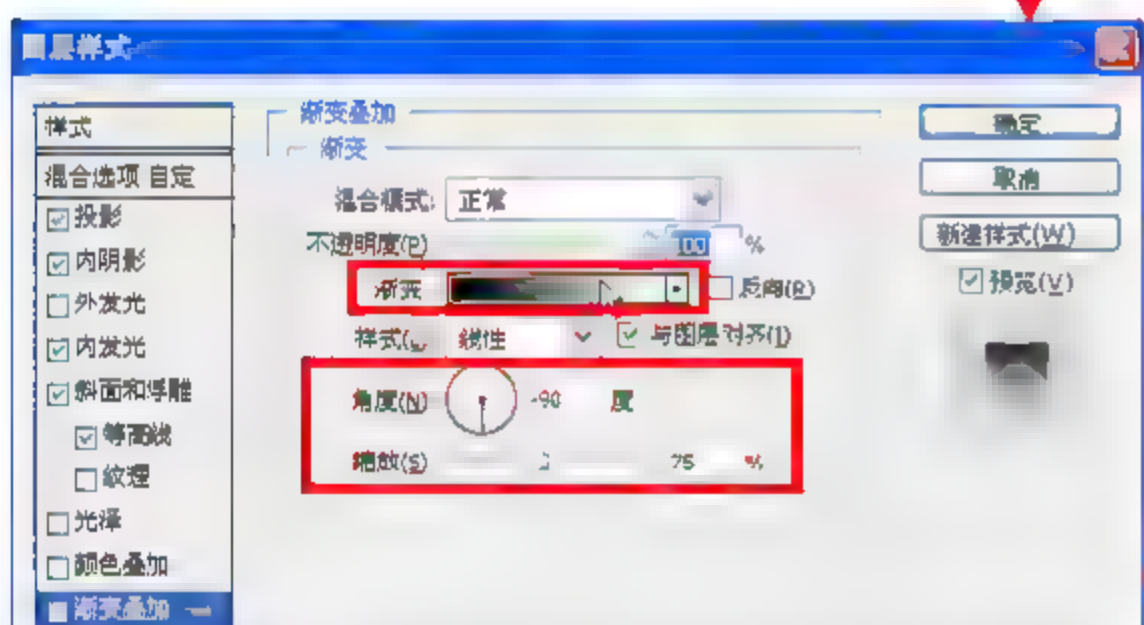 图层样式
样式
混合选项 自定
投影
内阴影
外发光
内发光
斜面和浮雕
等高线
纹理
光泽
颜色叠加
渐变叠加
渐变叠加
渐变
混合模式: 正常
不透明度(P) 100 %
渐变 反向(R)
样式(L 线性 与图层对齐(I)
角度(N) -90 度
缩放(S) 75 %
确定
取消
新建样式(W)
预览(V)